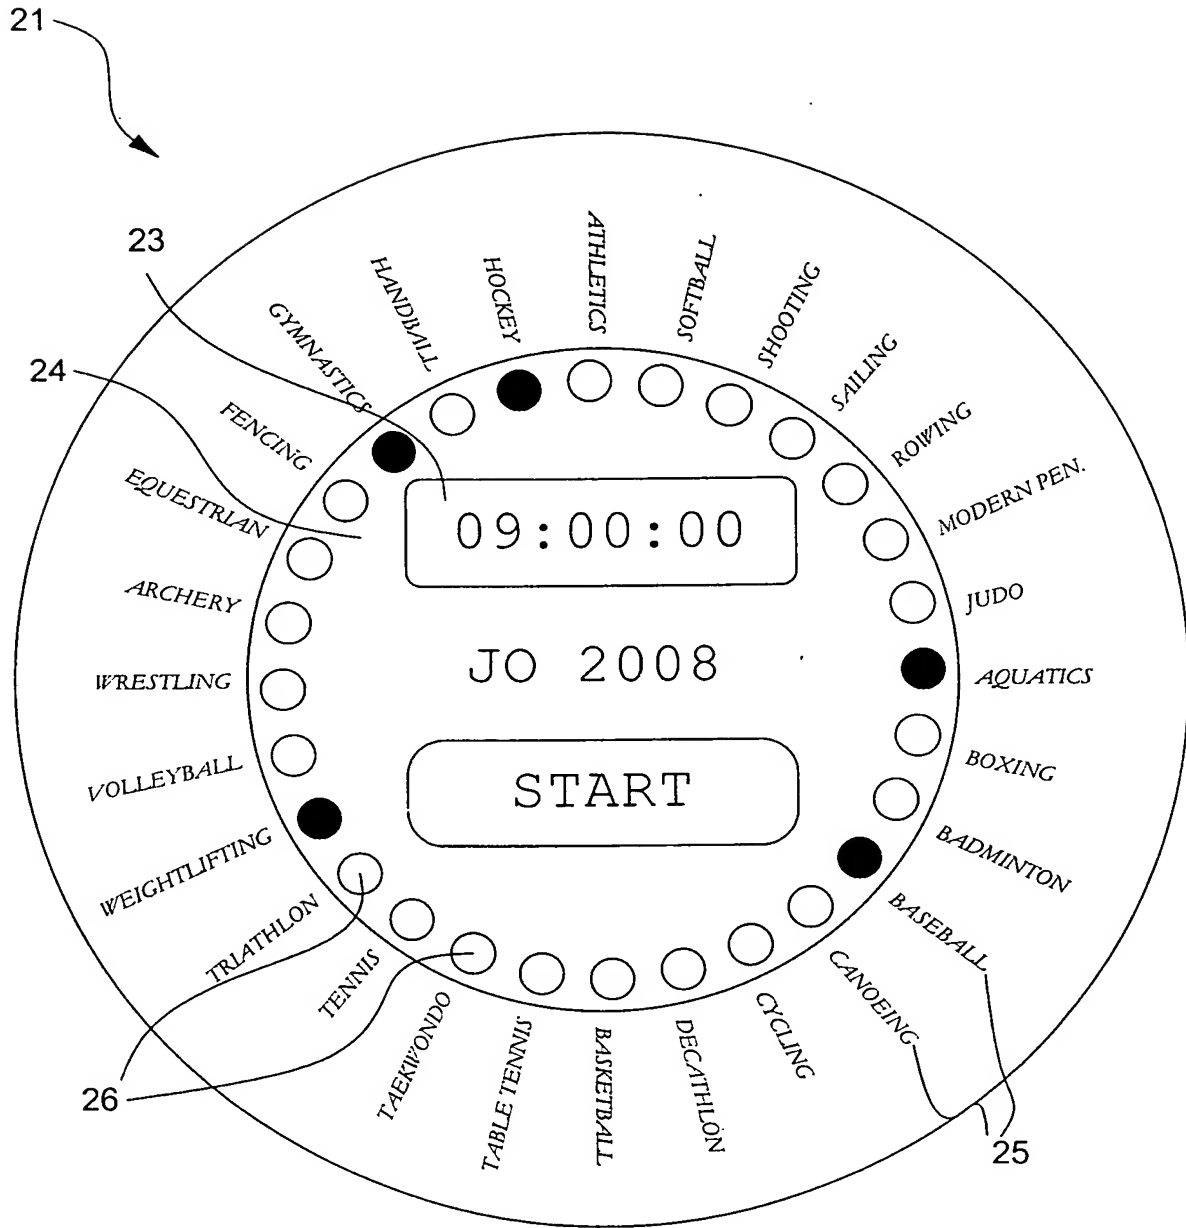 21
23
24
HANDBALL
HOCKEY
ATHLETICS
SOFTBALL
SHOOTING
SAILING
ROWING
MODERN PEN.
JUDO
AQUATICS
BOXING
BADMINTON
BASEBALL
CANOEING
CYCLING
DECATHLON
BASKETBALL
TABLE TENNIS
TAEKWONDO
TENNIS
TRIATHLON
WEIGHTLIFTING
VOLLEYBALL
WRESTLING
ARCHERY
EQUESTRIAN
FENCING
GYMNASTICS
09:00:00
JO 2008
START
26
25